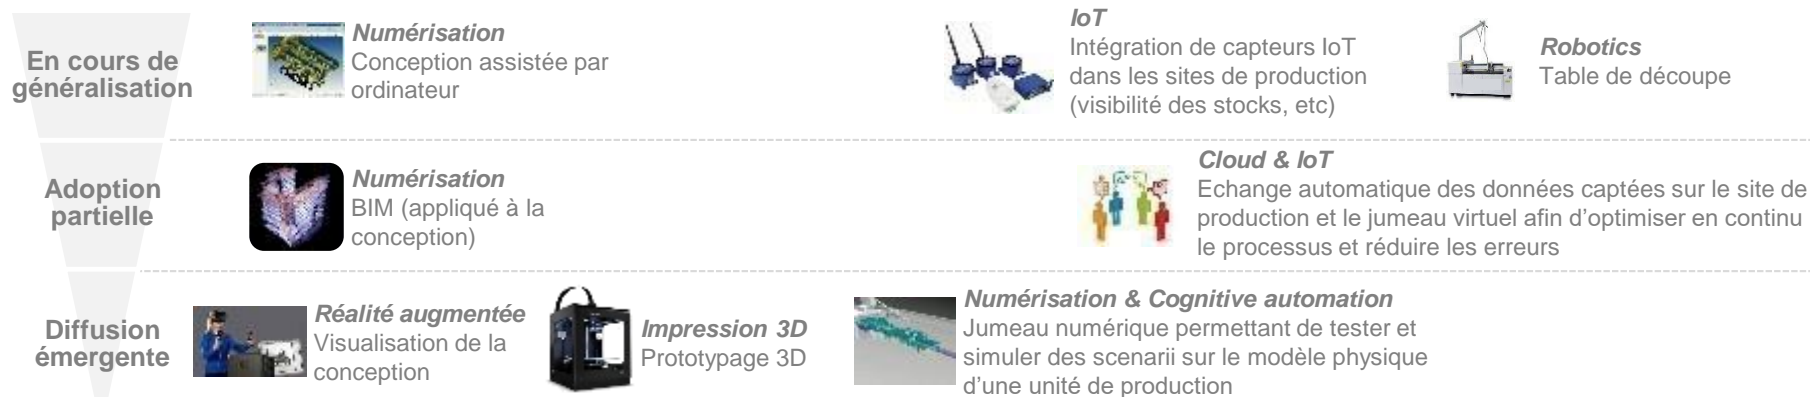 En cours de
généralisation
Numérisation
Conception assistée par
ordinateur
IoT
Intégration de capteurs IoT
dans les sites de production
(visibilité des stocks, etc)
Robotics
Table de découpe
Adoption
partielle
Numérisation
BIM (appliqué à la
conception)
Cloud & IoT
Echange automatique des données captées sur le site de
production et le jumeau virtuel afin d’optimiser en continu
le processus et réduire les erreurs
Diffusion
émergente
Réalité augmentée
Visualisation de la
conception
Impression 3D
Prototypage 3D
Numérisation & Cognitive automation
Jumeau numérique permettant de tester et
simuler des scenarii sur le modèle physique
d’une unité de production